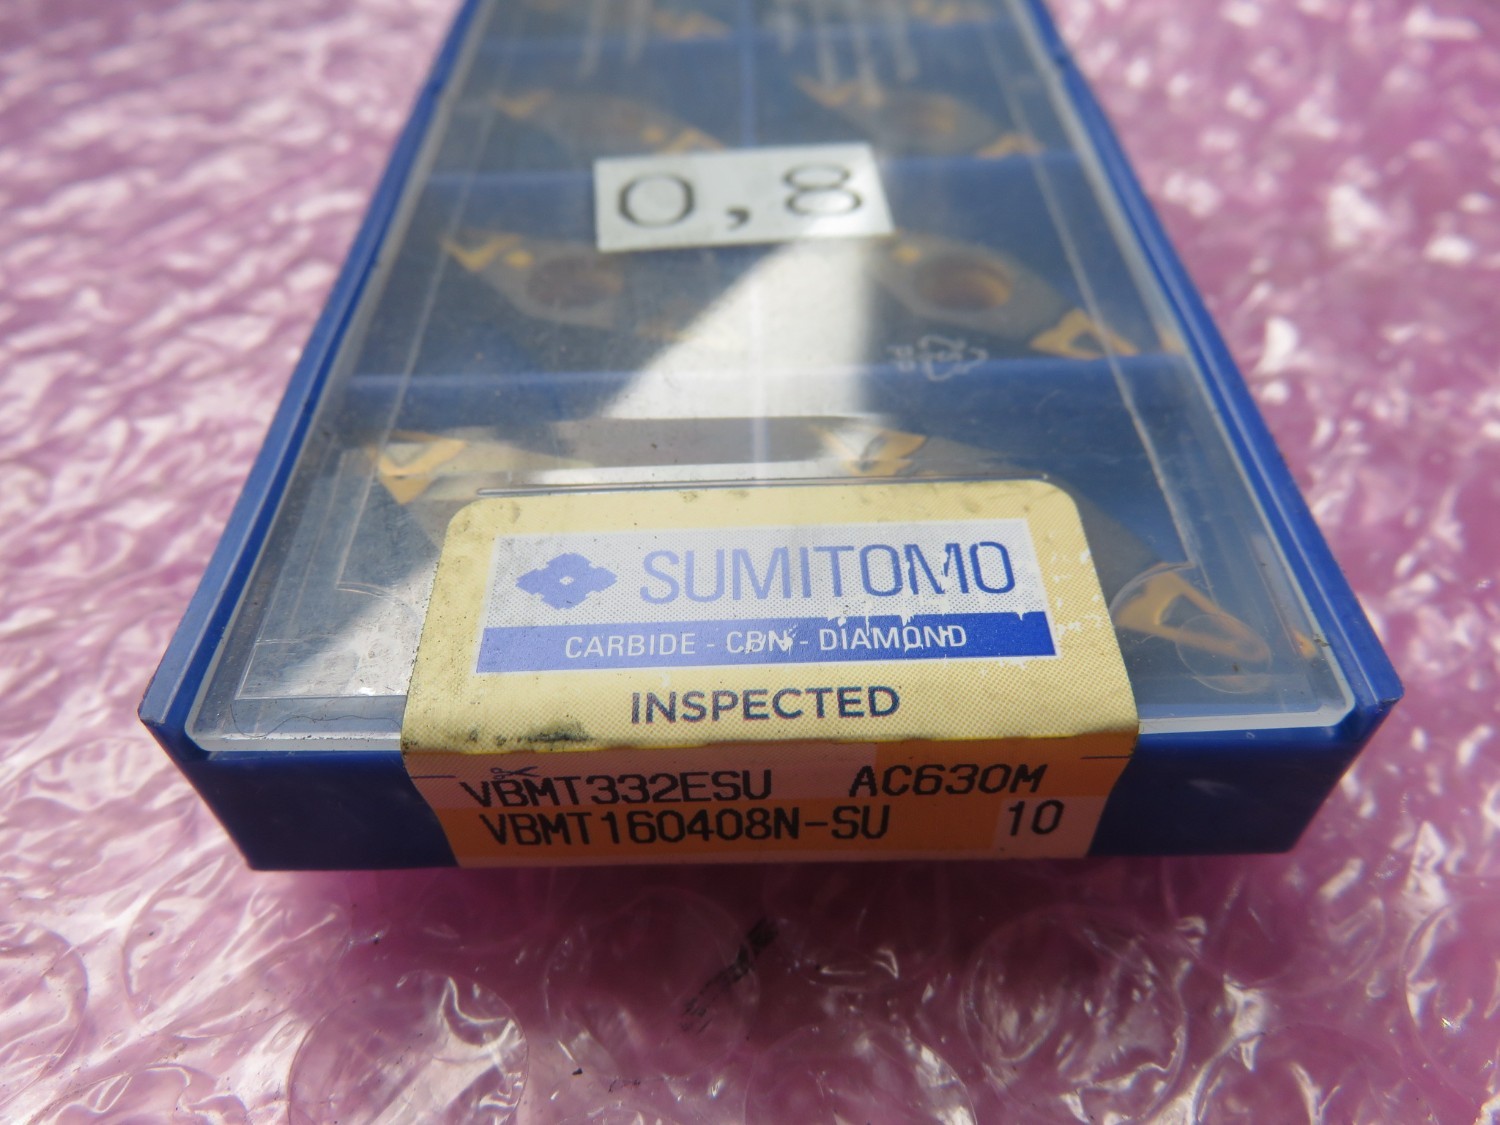 0,8
SUMITOMO
CARBIDE - CBN - DIAMOND
INSPECTED
VBMT332ESU AC630M
VBMT160408N-SU 10